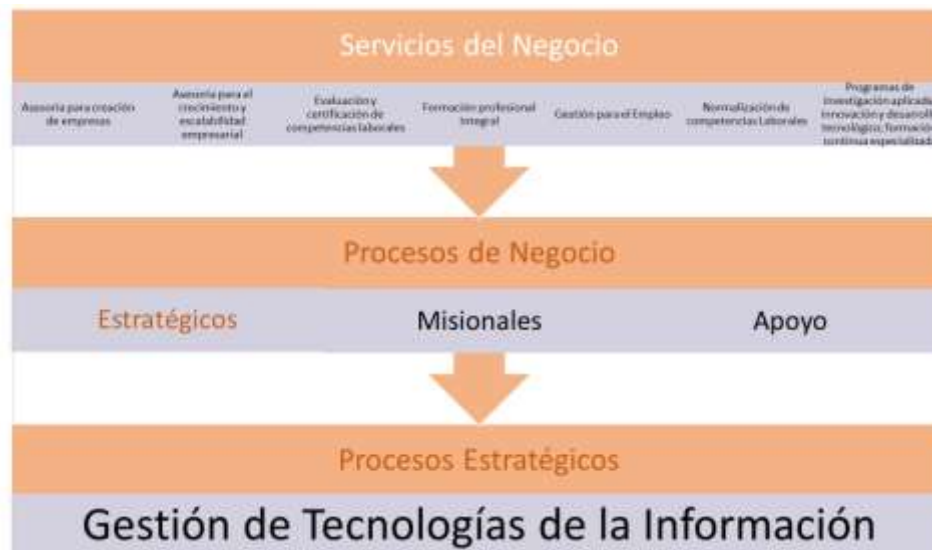 Servicios del Negocio
Asesoría para creación
de empresas
Asesoría para el
crecimiento y
escalabilidad
empresarial
Evaluación y
certificación de
competencias laborales
Formación profesional
Integral
Gestión para el Empleo
Normalización de
competencias Laborales
Programas de
investigación aplicada
innovación y desarroll
tecnológico; formación
continua especializada
Procesos de Negocio
Estratégicos
Misionales
Apoyo
Procesos Estratégicos
Gestión de Tecnologías de la Información